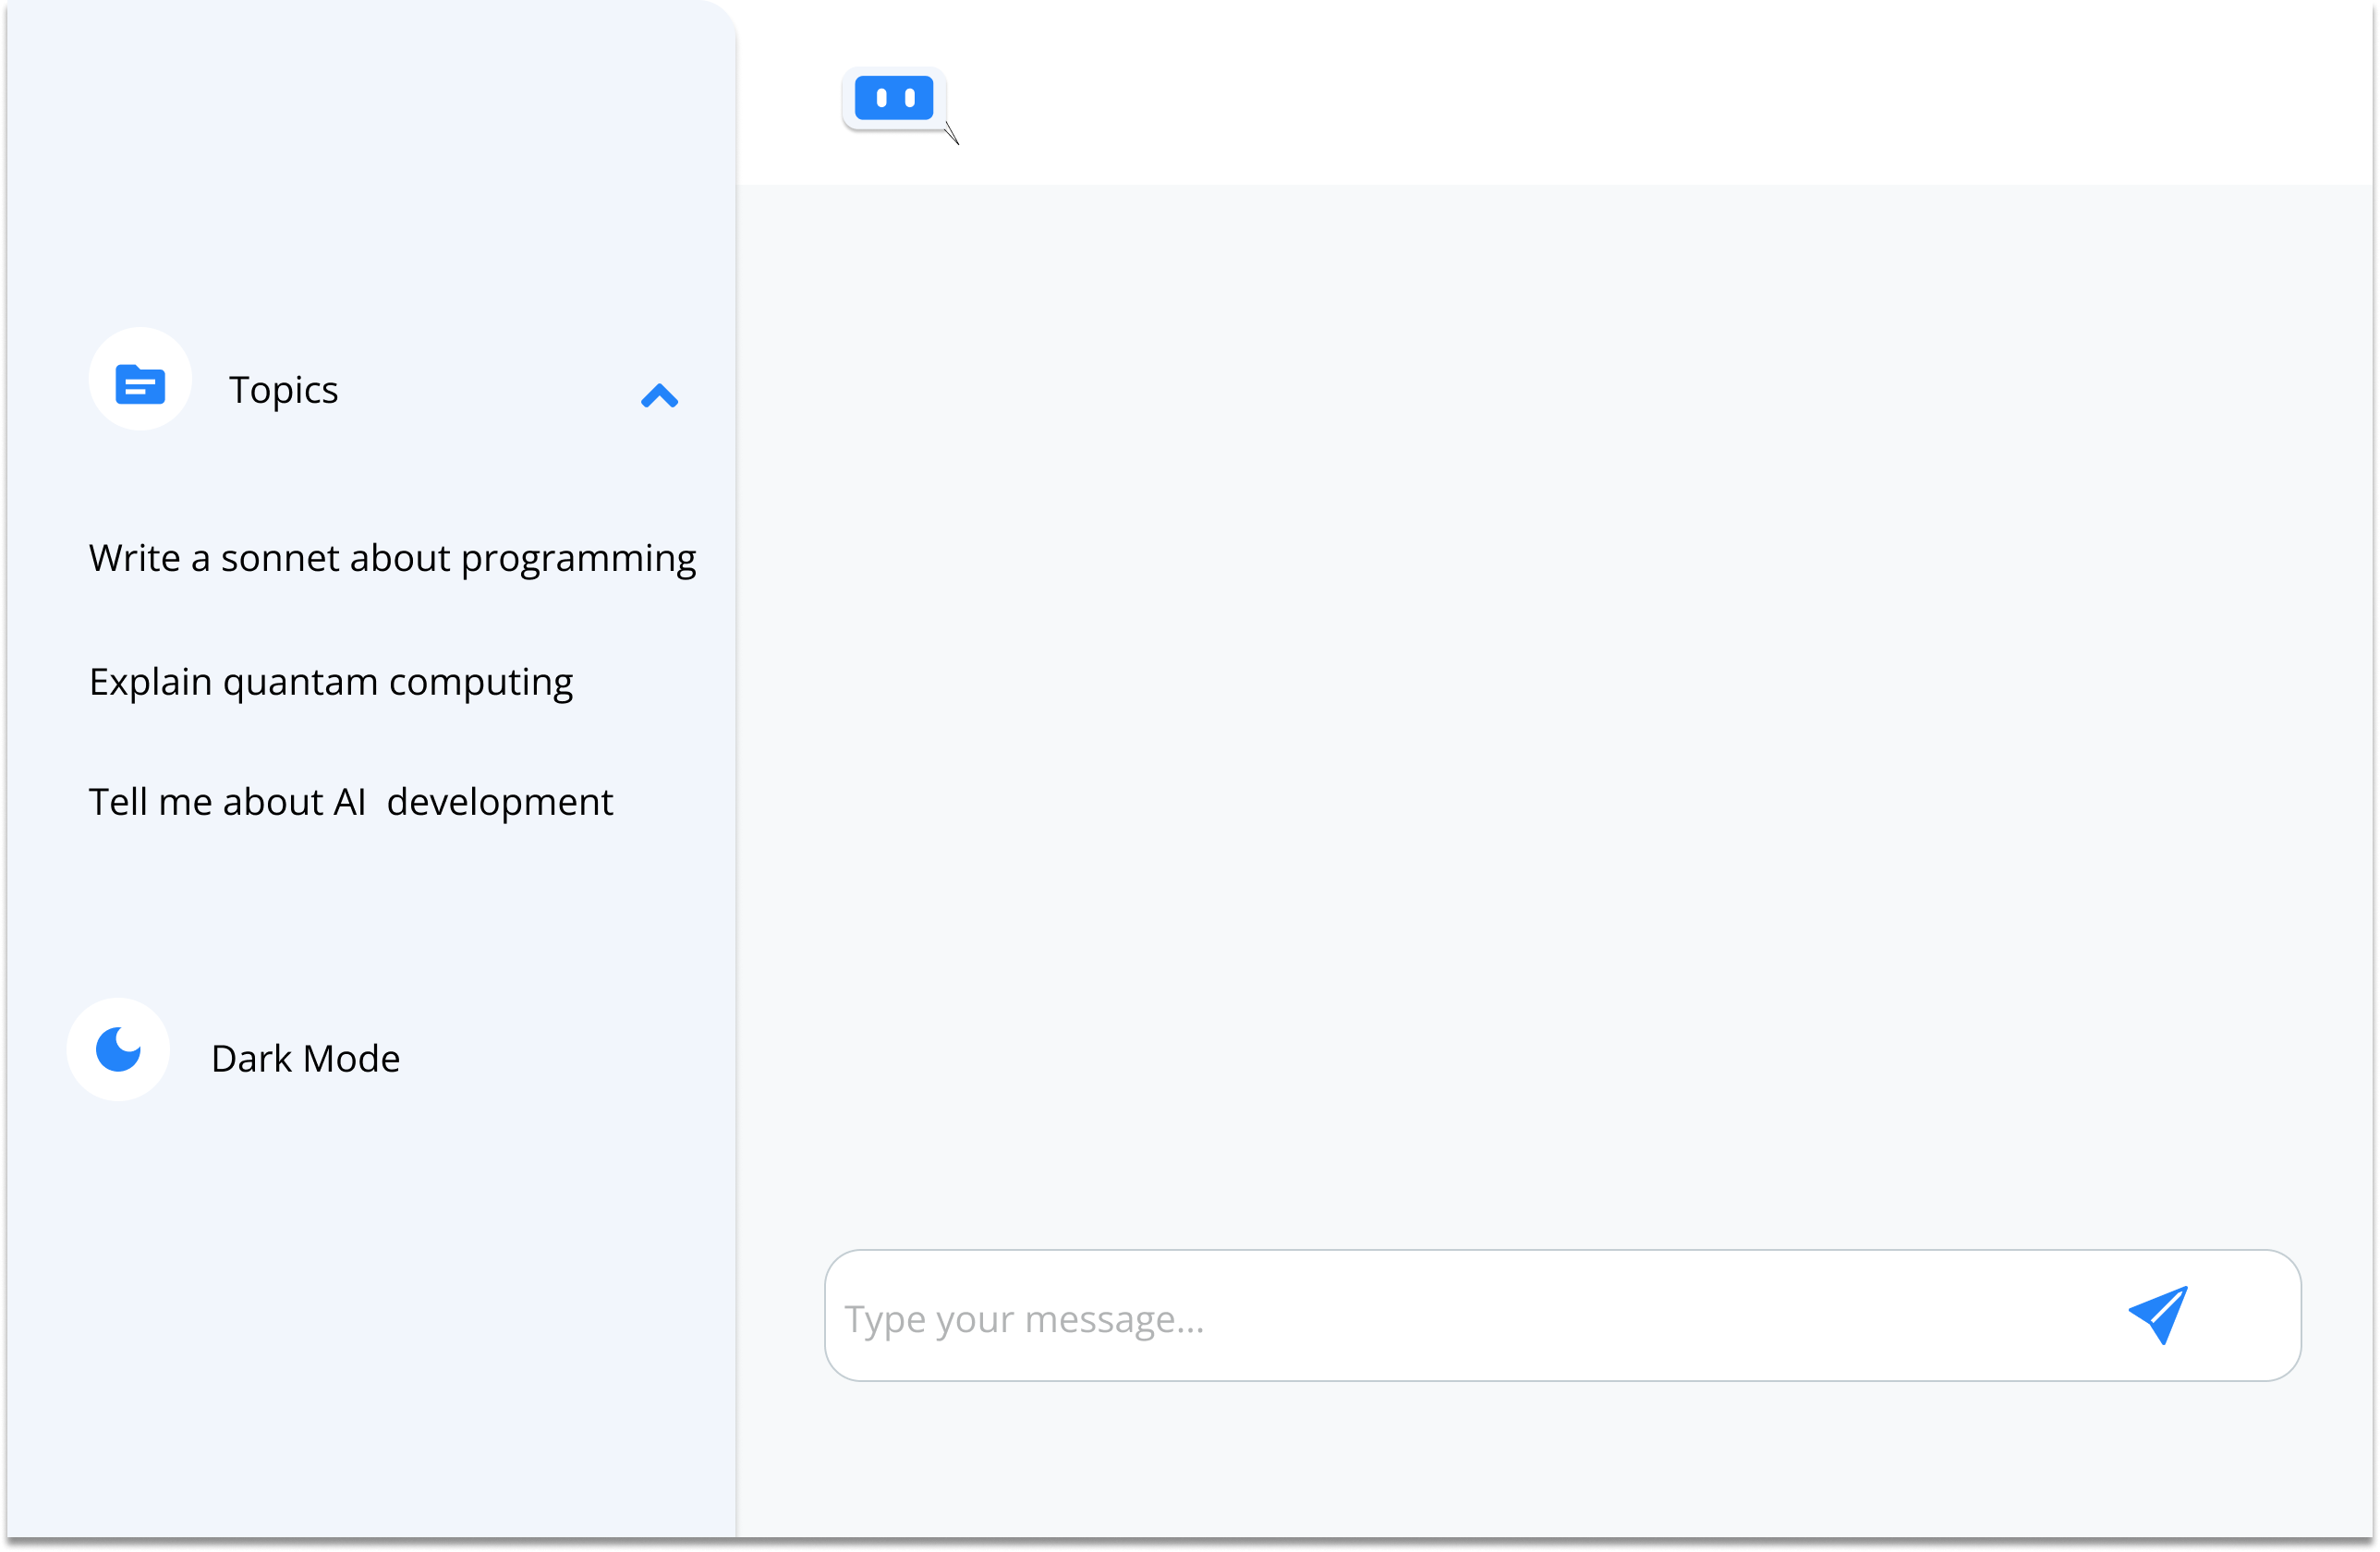 Topics
Write a sonnet about programming
Explain quantam computing
Tell me about AI  development
Dark Mode
Type your message...